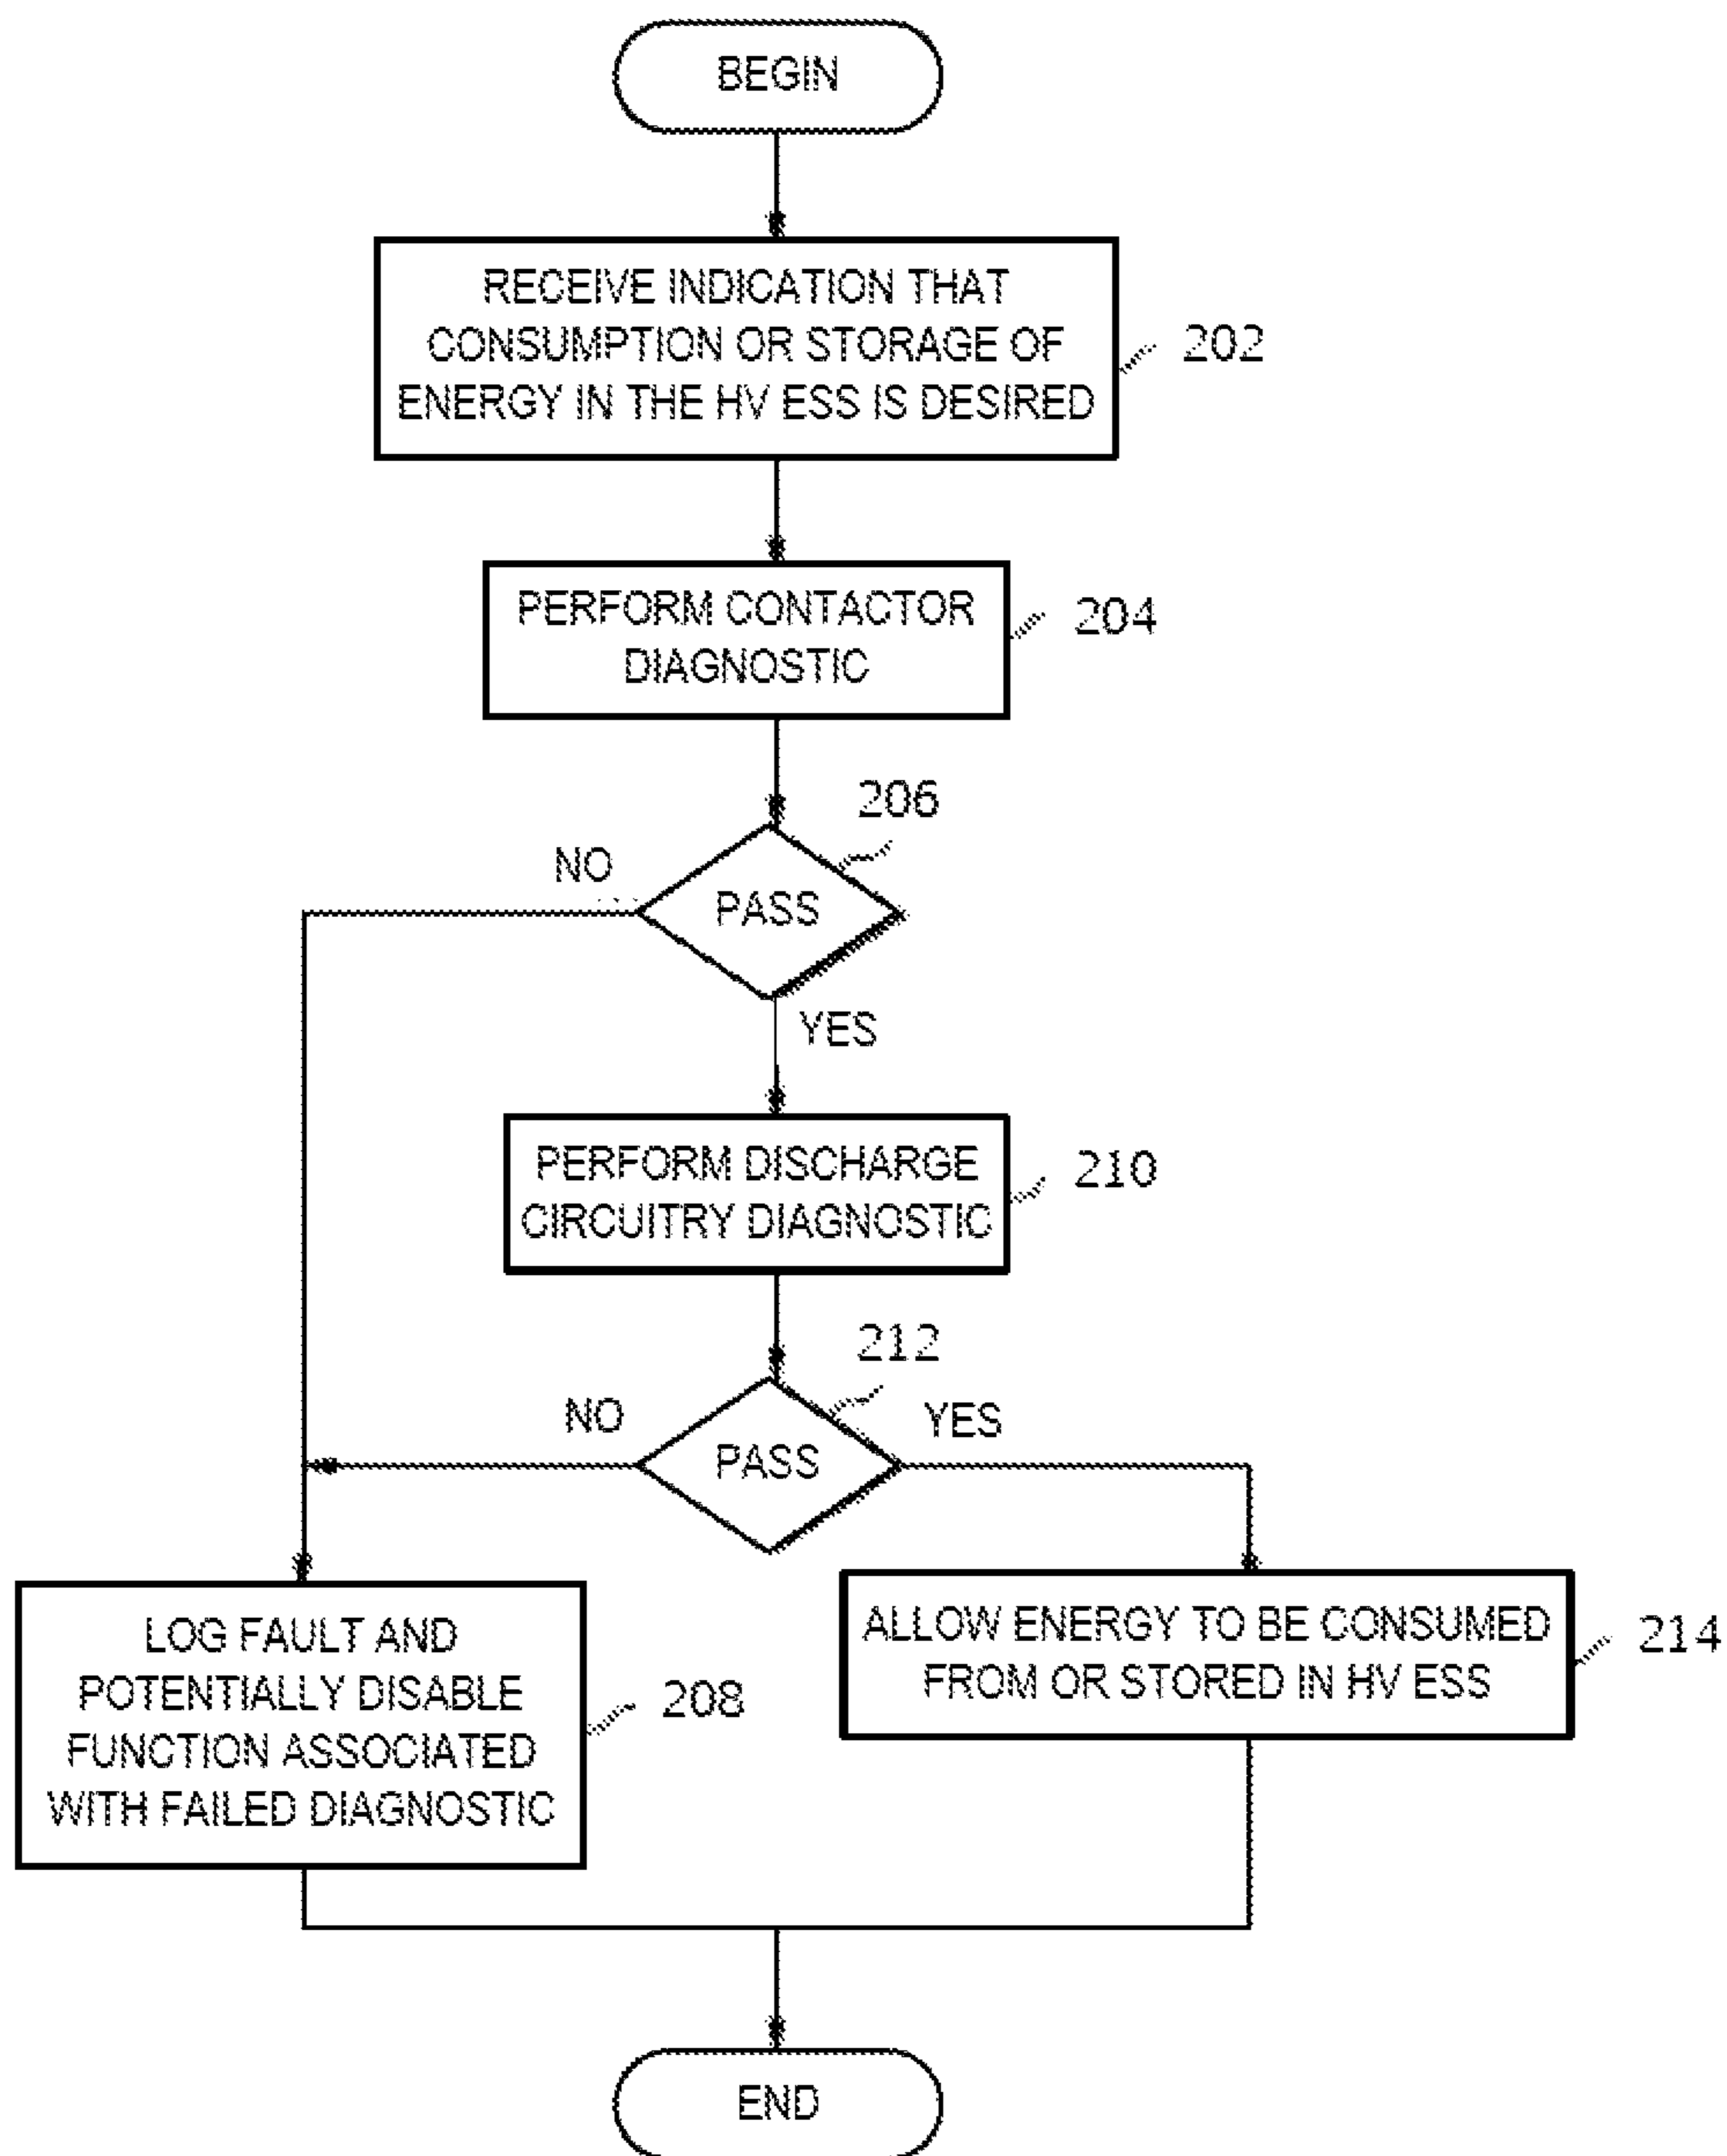 BEGIN
RECEIVE INDICATION THAT
CONSUMPTION OR STORAGE OF
ENERGY IN THE HV ESS IS DESIRED
202
PERFORM CONTACTOR
DIAGNOSTIC
204
206
NO
PASS
YES
PERFORM DISCHARGE
CIRCUITRY DIAGNOSTIC
210
212
NO
PASS
YES
LOG FAULT AND
POTENTIALLY DISABLE
FUNCTION ASSOCIATED
WITH FAILED DIAGNOSTIC
208
ALLOW ENERGY TO BE CONSUMED
FROM OR STORED IN HV ESS
214
END